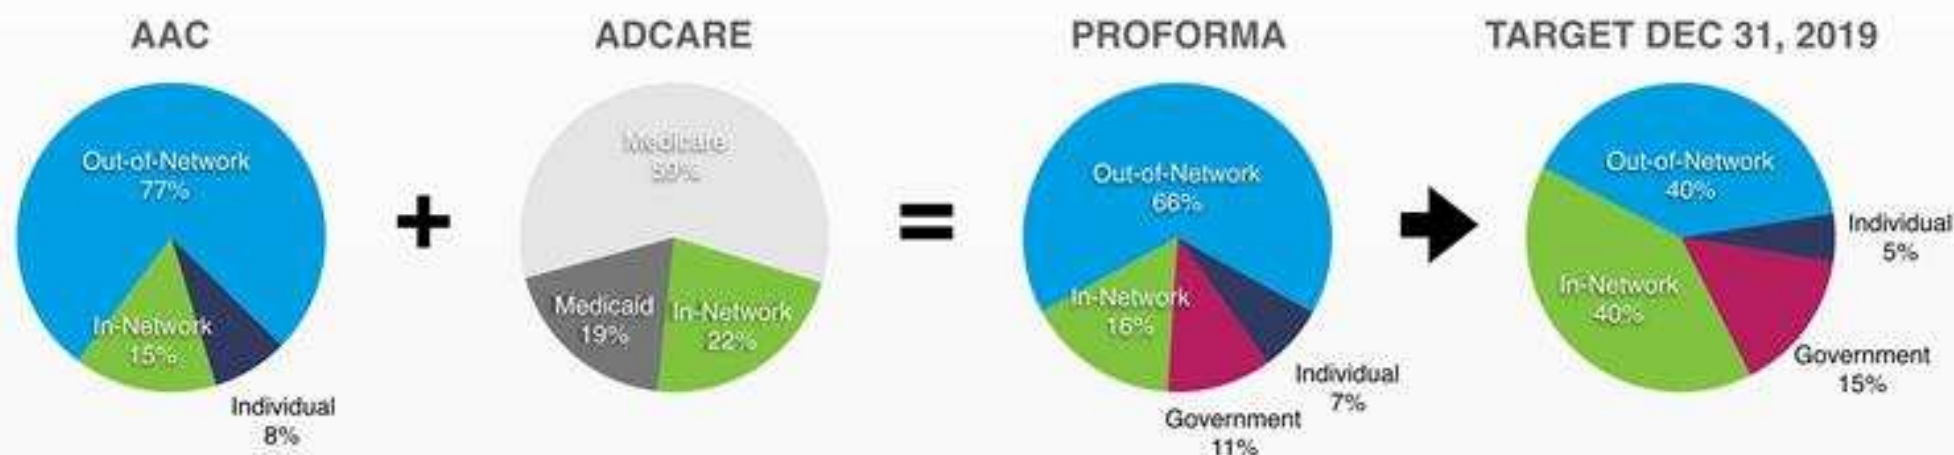 AAC
Out-of-Network
77%
In-Network
15%
Individual
8%
+
ADCARE
Medicare
59%
Medicaid
19%
In-Network
22%
=
PROFORMA
Out-of-Network
66%
In-Network
16%
Individual
7%
Government
11%
TARGET DEC 31, 2019
Out-of-Network
40%
Individual
5%
In-Network
40%
Government
15%